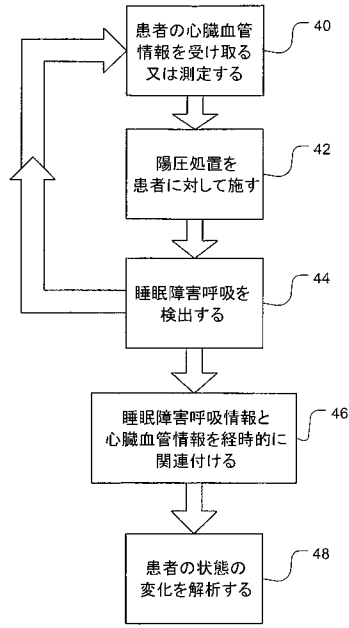 患者の心臓血管
情報を受け取る
又は測定する
40
陽圧処置を
患者に対して施す
42
睡眠障害呼吸を
検出する
44
睡眠障害呼吸情報と
心臓血管情報を経時的に
関連付ける
46
患者の状態の
変化を解析する
48